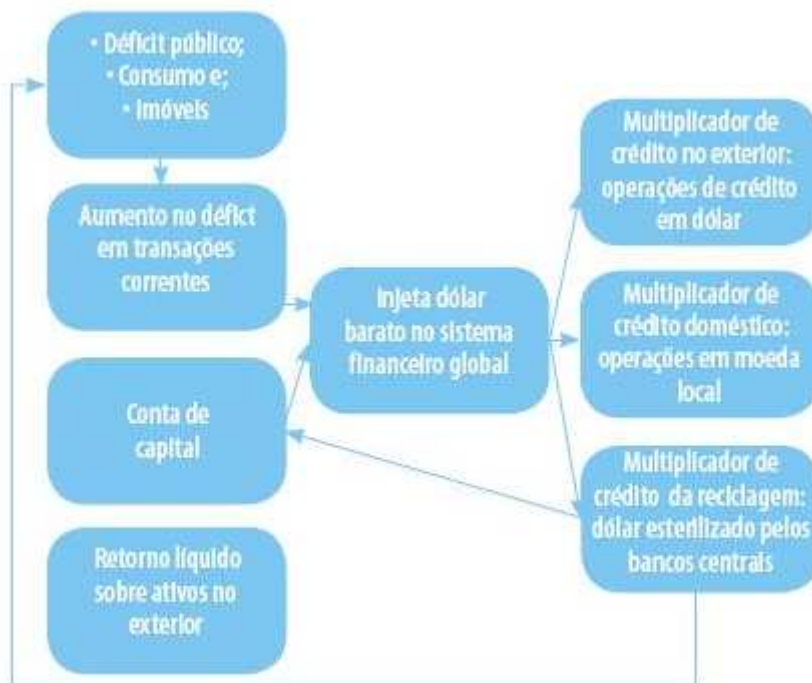 • Déficit público;
• Consumo e;
• Imóveis
Aumento no défict
em transações
correntes
Conta de
capital
Retorno líquido
sobre ativos no
exterior
Injeta dólar
barato no sistema
financeiro global
Multiplicador de
crédito no exterior:
operações de crédito
em dólar
Multiplicador de
crédito doméstico:
operações em moeda
local
Multiplicador de
crédito da reciclagem:
dólar esterilizado pelos
bancos centrais